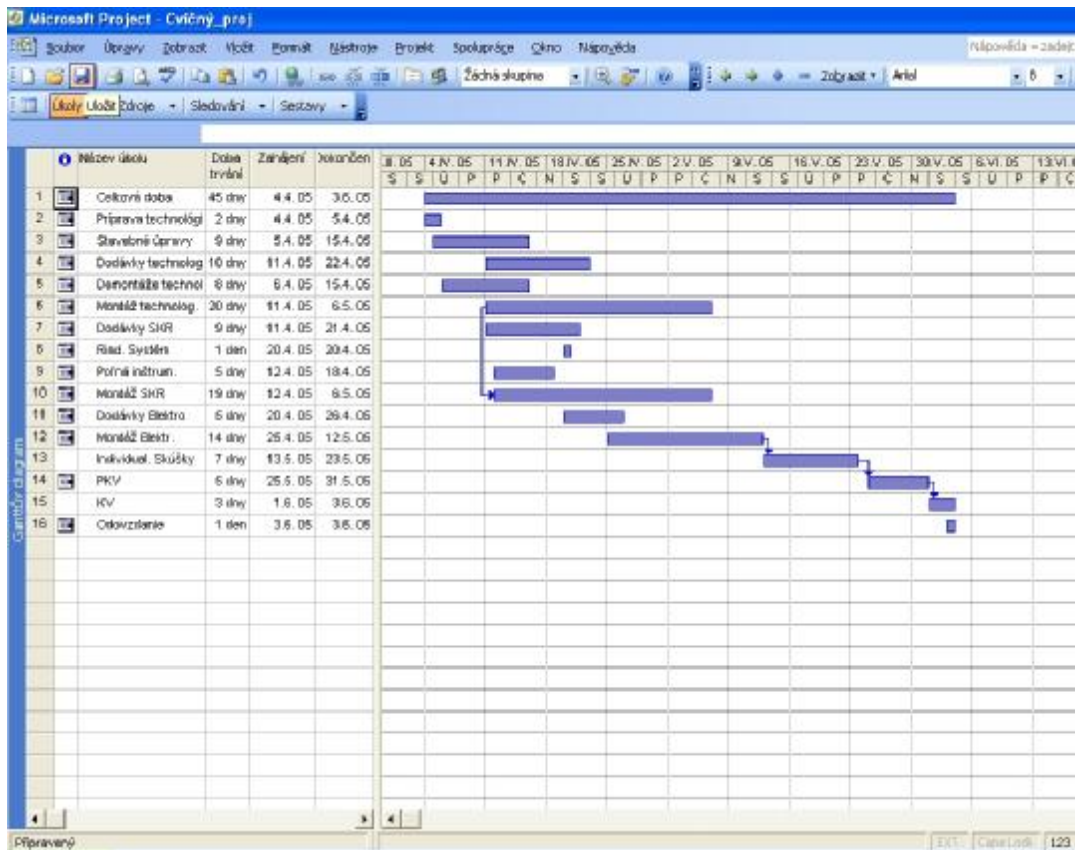 Microsoft Project - Cvičný_proj
Soubor Úpravy Zobrazit Vložit Formát Nástroje Projekt Spolupráce Okno Nápověda Nápověda – zadejt
Žádná skupina Zobrazit Arial 8
Úkoly Uložit Zdroje Sledování Sestavy
Název úkolu Doba trvání Zahájení Dokončen .III. 05 4.IV. 05 11.IV. 05 18.IV. 05 25.IV. 05 2.V. 05 9.V. 05 16.V. 05 23.V. 05 30.V. 05 6.VI. 05 13.VI.
S S Ú P P Č N S S Ú P P Č N S S Ú P P Č N S S Ú P P Č
1 Celková doba 45 dny 4.4. 05 3.6. 05
2 Príprava technológi 2 dny 4.4. 05 5.4. 05
3 Stavebné úpravy 9 dny 5.4. 05 15.4. 05
4 Dodávky technolog 10 dny 11.4. 05 22.4. 05
5 Demontáže technol 8 dny 6.4. 05 15.4. 05
6 Montáž technolog. 20 dny 11.4. 05 6.5. 05
7 Dodávky SKR 9 dny 11.4. 05 21.4. 05
8 Riad. Systém 1 den 20.4. 05 20.4. 05
9 Poľná inštrum. 5 dny 12.4. 05 18.4. 05
10 Montáž SKR 19 dny 12.4. 05 6.5. 05
11 Dodávky Elektro 5 dny 20.4. 05 26.4. 05
12 Montáž Elektr. 14 dny 25.4. 05 12.5. 05
13 Individual. Skúšky 7 dny 13.5. 05 23.5. 05
14 PKV 5 dny 25.5. 05 31.5. 05
15 KV 3 dny 1.6. 05 3.6. 05
16 Odovzdanie 1 den 3.6. 05 3.6. 05
Ganttův diagram
Připravený EXT 123